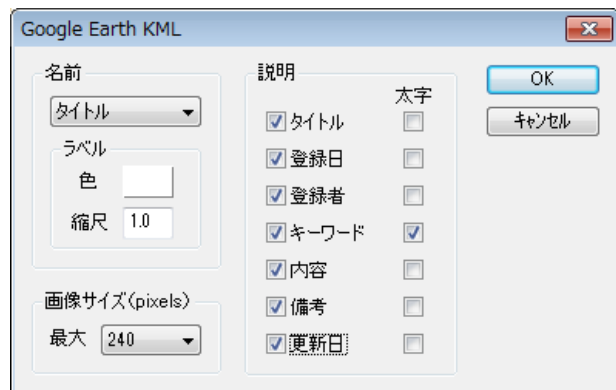 Google Earth KML
名前
タイトル
ラベル
色
縮尺 1.0
画像サイズ(pixels)
最大 240
説明
太字
タイトル
登録日
登録者
キーワード
内容
備考
更新日
OK
キャンセル